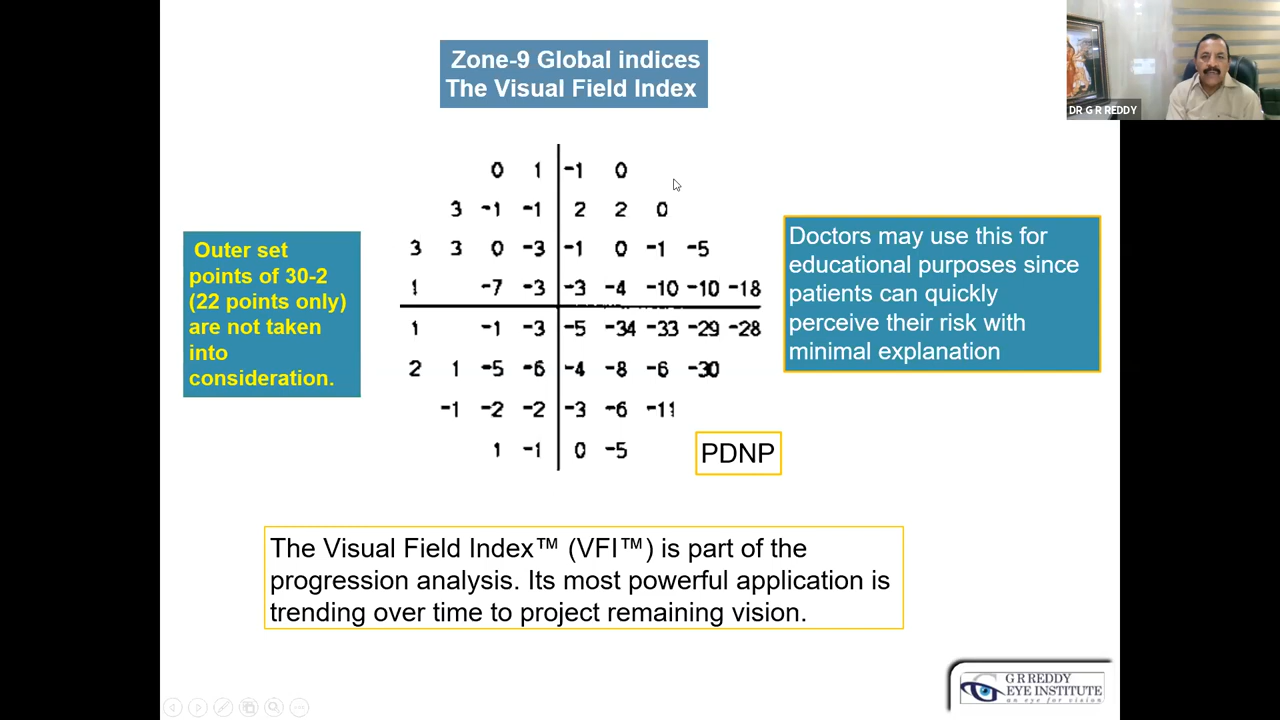 Zone-9 Global indices
The Visual Field Index
DR G R REDDY
0 1 -1 0
3 -1 -1 2 2 0
3 3 0 -3 -1 0 -1 -5
1 -7 -3 -3 -4 -10 -10 -18
1 -1 -3 -5 -34 -33 -29 -28
2 1 -5 -6 -4 -8 -6 -30
-1 -2 -2 -3 -6 -11
1 -1 0 -5
PDNP
Outer set
points of 30-2
(22 points only)
are not taken
into
consideration.
Doctors may use this for
educational purposes since
patients can quickly
perceive their risk with
minimal explanation
The Visual Field Index™ (VFI™) is part of the
progression analysis. Its most powerful application is
trending over time to project remaining vision.
G R REDDY
EYE INSTITUTE
an eye for vision